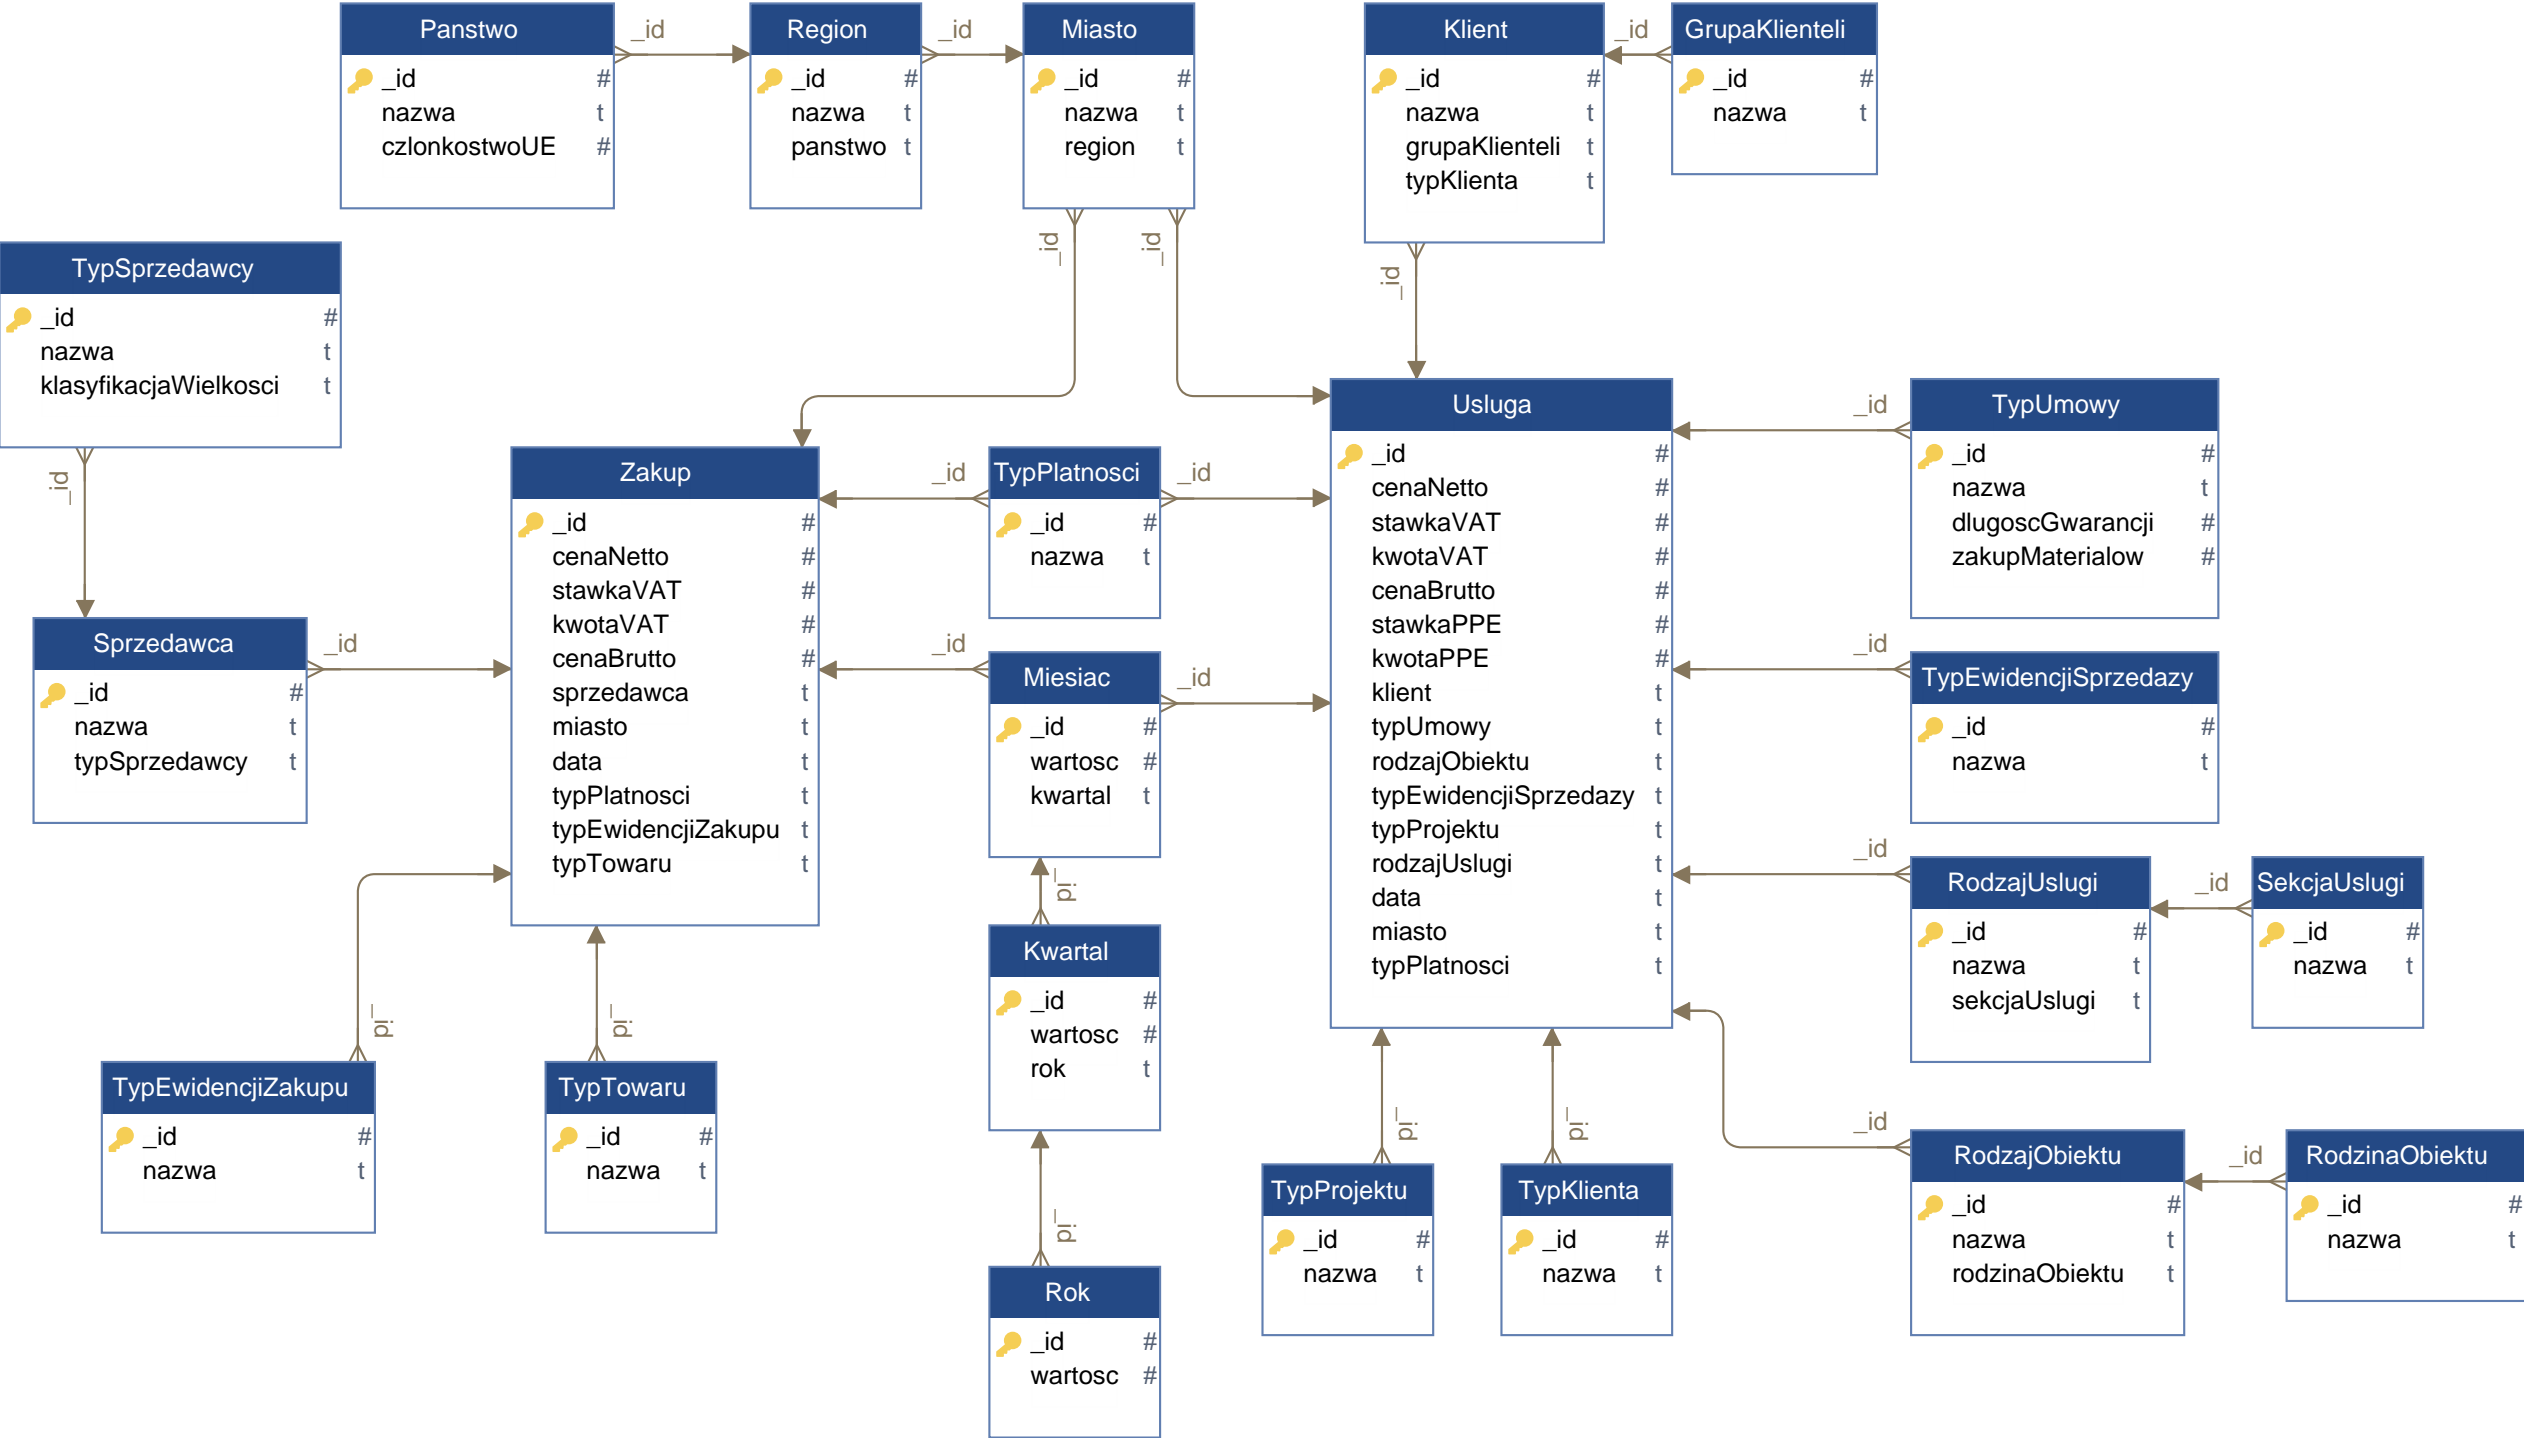 Panstwo
_id #
nazwa t
czlonkostwoUE #
_id
Region
_id #
nazwa t
panstwo t
_id
Miasto
_id #
nazwa t
region t
_id
_id
Klient
_id #
nazwa t
grupaKlienteli t
typKlienta t
_id
GrupaKlienteli
_id #
nazwa t
_id
TypSprzedawcy
_id #
nazwa t
klasyfikacjaWielkosci t
_id
Sprzedawca
_id #
nazwa t
typSprzedawcy t
_id
Zakup
_id #
cenaNetto #
stawkaVAT #
kwotaVAT #
cenaBrutto #
sprzedawca t
miasto t
data t
typPlatnosci t
typEwidencjiZakupu t
typTowaru t
_id
TypPlatnosci
_id #
nazwa t
_id
_id
Miesiac
_id #
wartosc #
kwartal t
_id
_id
Kwartal
_id #
wartosc #
rok t
_id
Rok
_id #
wartosc #
Usluga
_id #
cenaNetto #
stawkaVAT #
kwotaVAT #
cenaBrutto #
stawkaPPE #
kwotaPPE #
klient t
typUmowy t
rodzajObiektu t
typEwidencjiSprzedazy t
typProjektu t
rodzajUslugi t
data t
miasto t
typPlatnosci t
_id
TypUmowy
_id #
nazwa t
dlugoscGwarancji #
zakupMaterialow #
_id
TypEwidencjiSprzedazy
_id #
nazwa t
_id
RodzajUslugi
_id #
nazwa t
sekcjaUslugi t
_id
SekcjaUslugi
_id #
nazwa t
_id
TypEwidencjiZakupu
_id #
nazwa t
_id
TypTowaru
_id #
nazwa t
_id
TypProjektu
_id #
nazwa t
_id
TypKlienta
_id #
nazwa t
_id
RodzajObiektu
_id #
nazwa t
rodzinaObiektu t
_id
RodzinaObiektu
_id #
nazwa t